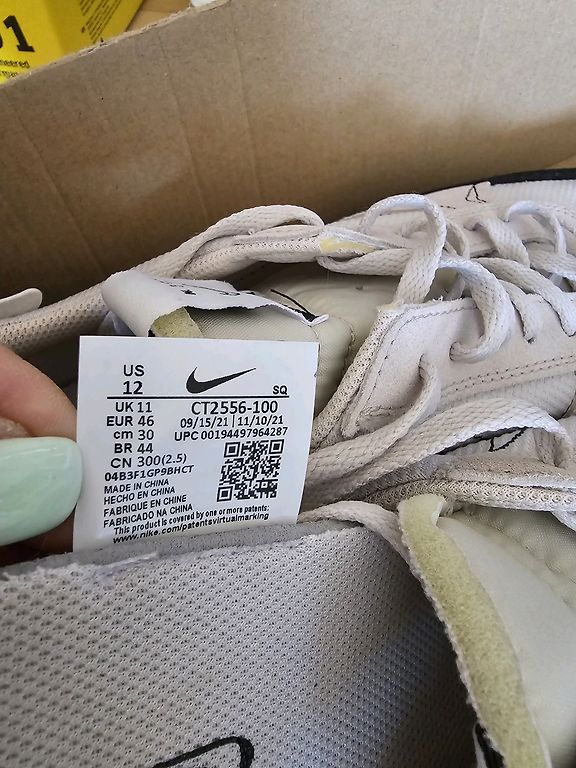 01
US
12
SQ
UK 11
EUR 46
cm 30
BR 44
CN 300(2.5)
04B3F1GP9BHCT
CT2556-100
09/15/21 | 11/10/21
UPC 00194497964287
MADE IN CHINA
HECHO EN CHINA
FABRIQUE EN CHINE
FABRICADO NA CHINA
This product is covered by one or more patents:
www.nike.com/patentsvirtualmarking